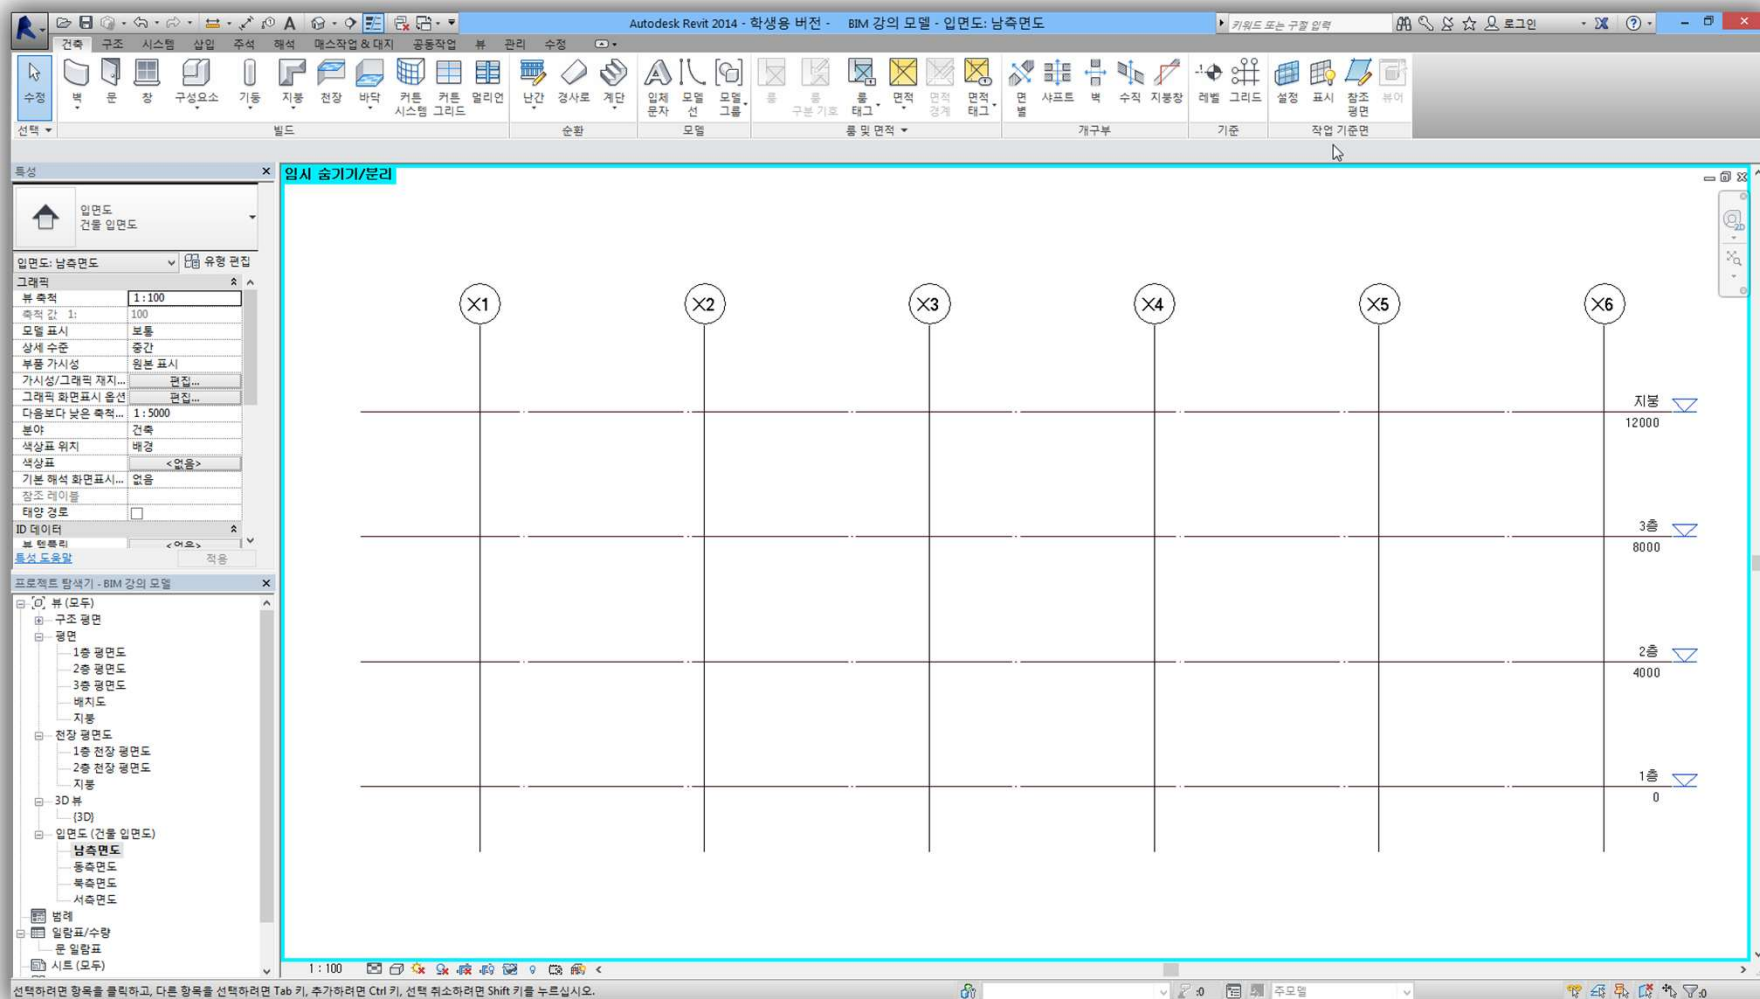 Autodesk Revit 2014 - 학생용 버전 - BIM 강의 모델 - 입면도: 남측면도
키워드 또는 구절 입력
로그인
건축 구조 시스템 삽입 주석 해석 매스작업 & 대지 공동작업 뷰 관리 수정
수정 벽 문 창 구성요소 기둥 지붕 천장 바닥 커튼 시스템 커튼 그리드 멀리언 난간 경사로 계단 입체 문자 모델 선 모델 그룹 룸 룸 구분 기호 룸 태그 면적 면적 경계 면적 태그 면별 샤프트 벽 수직 지붕창 레벨 그리드 설정 표시 참조 평면 뷰어
선택 빌드 순환 모델 룸 및 면적 개구부 기준 작업 기준면
특성
입면도
건물 입면도
입면도: 남측면도 유형 편집
그래픽
뷰 축척 1 : 100
축척 값 1: 100
모델 표시 보통
상세 수준 중간
부품 가시성 원본 표시
가시성/그래픽 재지... 편집...
그래픽 화면표시 옵션 편집...
다음보다 낮은 축척... 1 : 5000
분야 건축
색상표 위치 배경
색상표 <없음>
기본 해석 화면표시... 없음
참조 레이블
태양 경로
ID 데이터
뷰 템플릿 <없음>
특성 도움말 적용
프로젝트 탐색기 - BIM 강의 모델
뷰 (모두)
구조 평면
평면
1층 평면도
2층 평면도
3층 평면도
배치도
지붕
천장 평면도
1층 천장 평면도
2층 천장 평면도
지붕
3D 뷰
{3D}
입면도 (건물 입면도)
남측면도
동측면도
북측면도
서측면도
범례
일람표/수량
문 일람표
시트 (모두)
임시 숨기기/분리
2D
X1 X2 X3 X4 X5 X6
지붕
12000
3층
8000
2층
4000
1층
0
1 : 100
선택하려면 항목을 클릭하고, 다른 항목을 선택하려면 Tab 키, 추가하려면 Ctrl 키, 선택 취소하려면 Shift 키를 누르십시오.
:0
주모델
:0